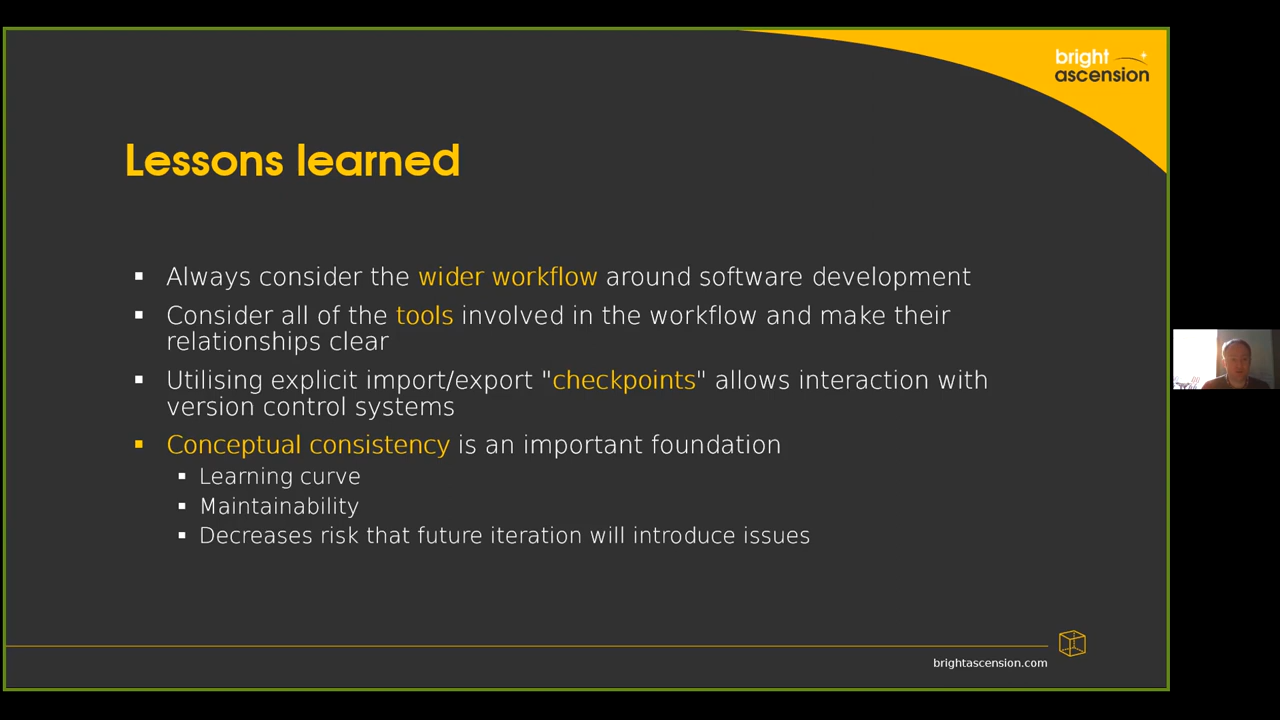 bright
ascension
Lessons learned
Always consider the wider workflow around software development
Consider all of the tools involved in the workflow and make their
relationships clear
Utilising explicit import/export "checkpoints" allows interaction with
version control systems
Conceptual consistency is an important foundation
Learning curve
Maintainability
Decreases risk that future iteration will introduce issues
brightascension.com